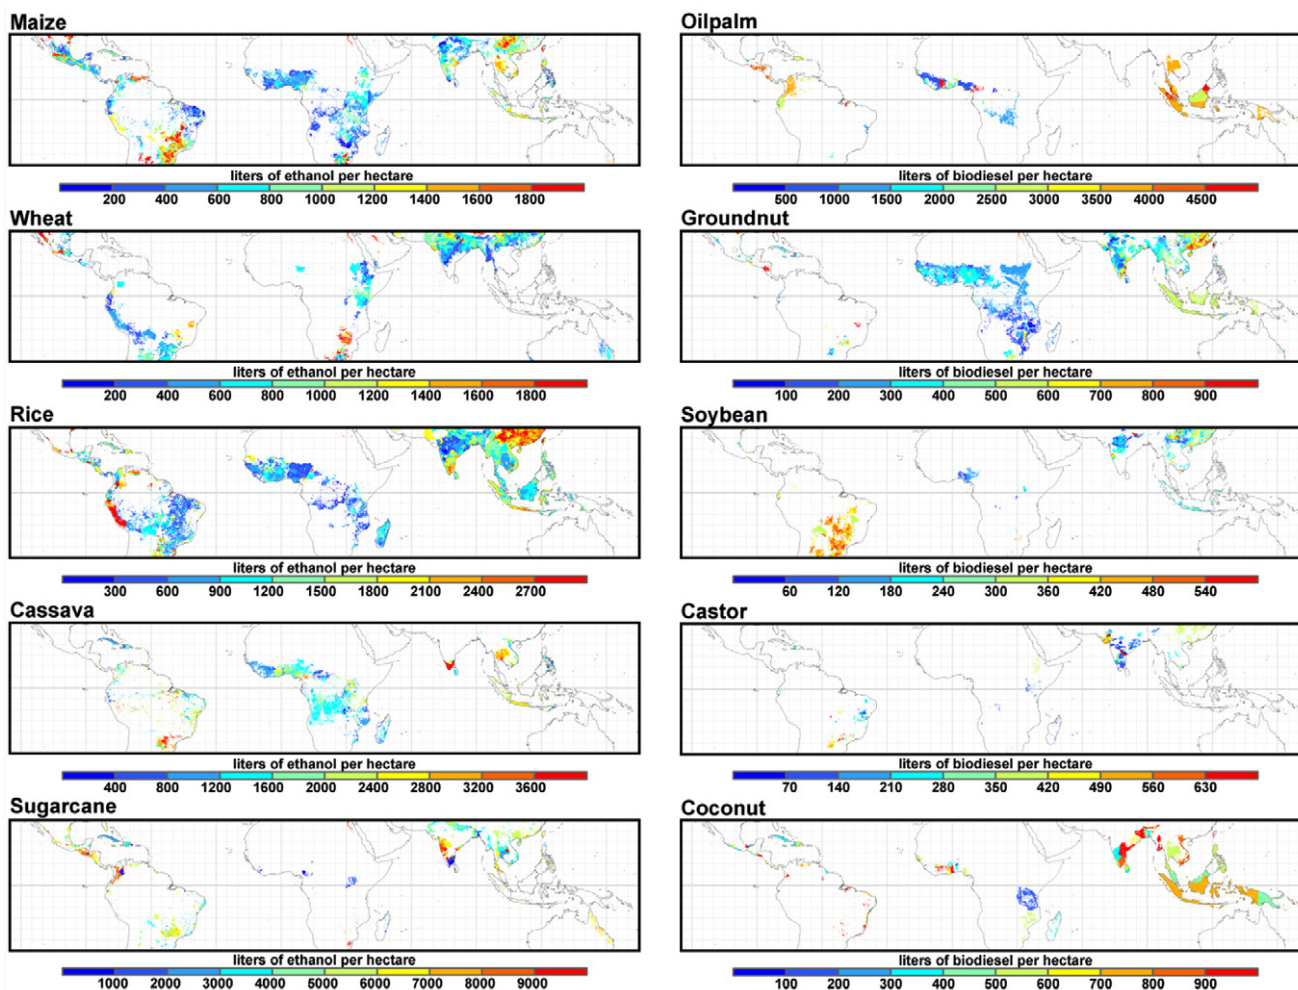 Maize
liters of ethanol per hectare
200 400 600 800 1000 1200 1400 1600 1800
Wheat
liters of ethanol per hectare
200 400 600 800 1000 1200 1400 1600 1800
Rice
liters of ethanol per hectare
300 600 900 1200 1500 1800 2100 2400 2700
Cassava
liters of ethanol per hectare
400 800 1200 1600 2000 2400 2800 3200 3600
Sugarcane
liters of ethanol per hectare
1000 2000 3000 4000 5000 6000 7000 8000 9000
Oilpalm
liters of biodiesel per hectare
500 1000 1500 2000 2500 3000 3500 4000 4500
Groundnut
liters of biodiesel per hectare
100 200 300 400 500 600 700 800 900
Soybean
liters of biodiesel per hectare
60 120 180 240 300 360 420 480 540
Castor
liters of biodiesel per hectare
70 140 210 280 350 420 490 560 630
Coconut
liters of biodiesel per hectare
100 200 300 400 500 600 700 800 900